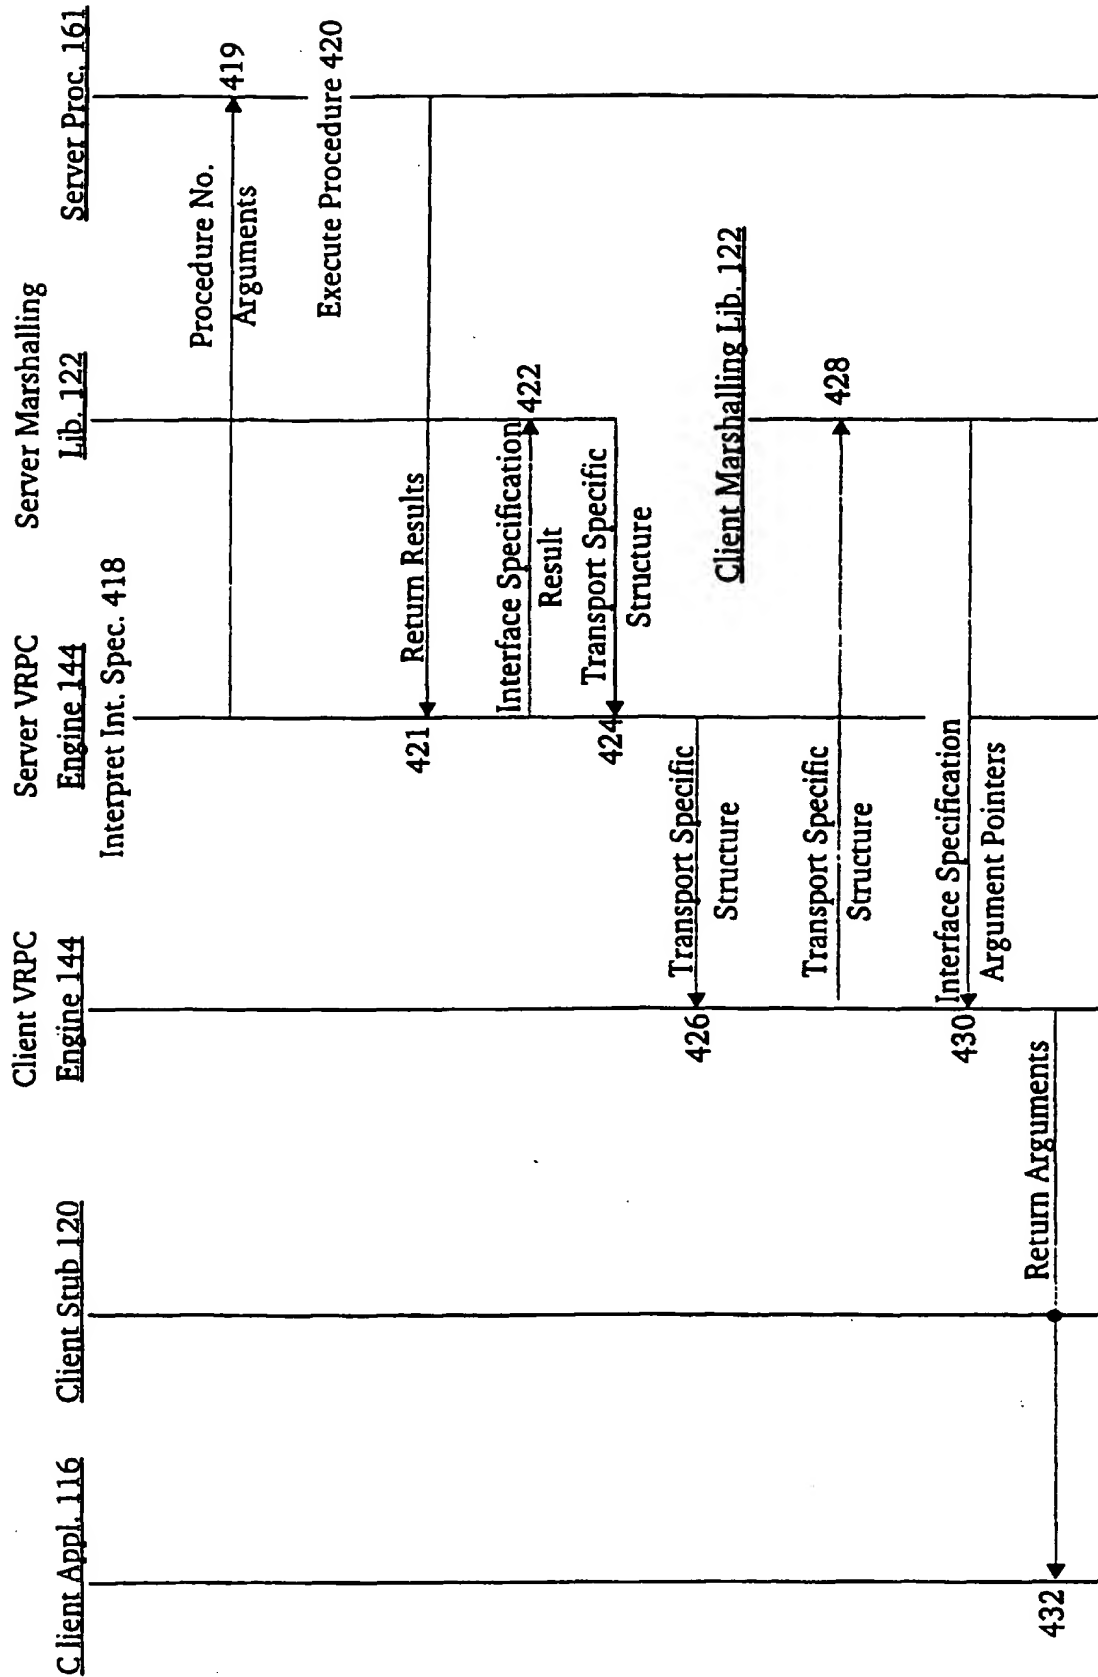 Client Appl. 116
Client Stub 120
Client VRPC
Engine 144
Server VRPC
Engine 144
Server Marshalling
Lib. 122
Server Proc. 161
Interpret Int. Spec. 418
Procedure No.
Arguments
419
Execute Procedure 420
Return Results
421
Interface Specification
Result
422
Transport Specific
Structure
424
Transport Specific
Structure
426
Client Marshalling Lib. 122
Transport Specific
Structure
428
Interface Specification
Argument Pointers
430
Return Arguments
432